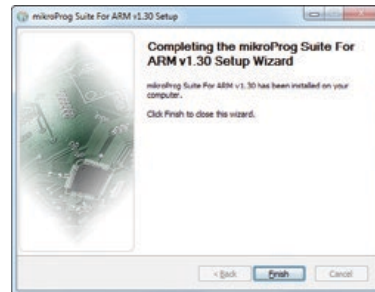 mikroProg Suite For ARM v1.30 Setup
Completing the mikroProg Suite For
ARM v1.30 Setup Wizard
mikroProg Suite For ARM v1.30 has been installed on your
computer.
Click Finish to close this wizard.
< Back Finish Cancel